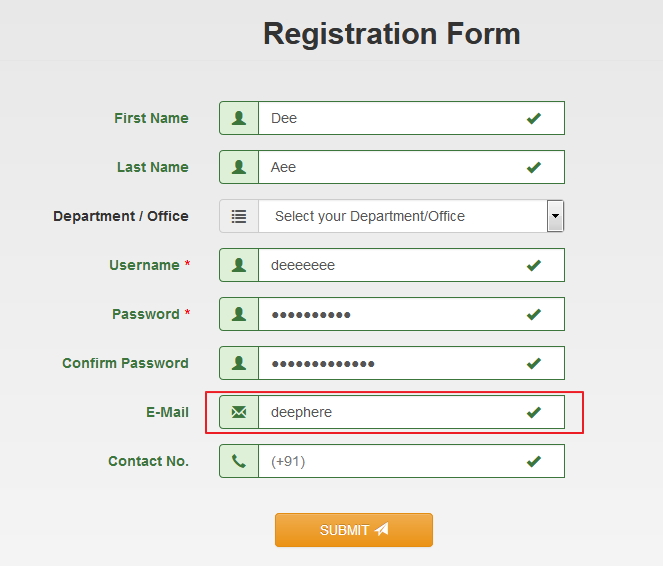 Registration Form
First Name Dee
Last Name Aee
Department / Office Select your Department/Office
Username * deeeeeee
Password * ●●●●●●●●●●
Confirm Password ●●●●●●●●●●●●●
E-Mail deephere
Contact No. (+91)
SUBMIT